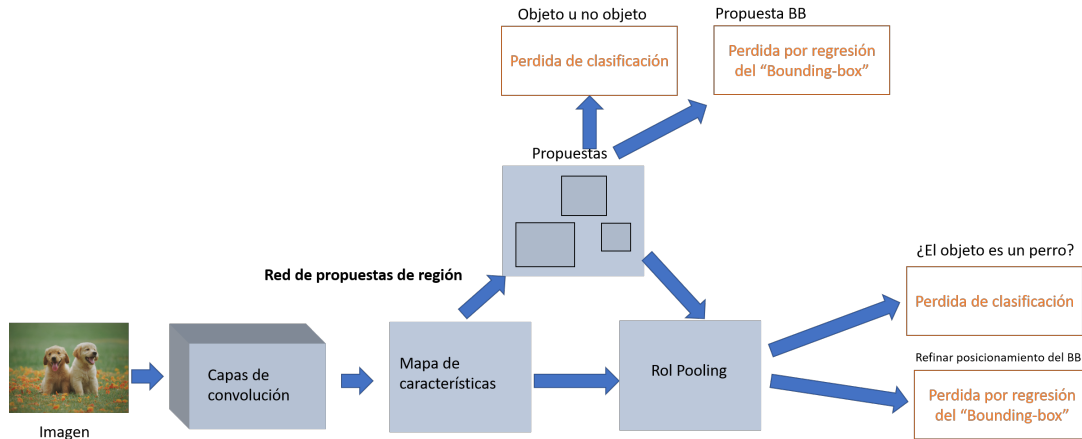 Objeto u no objeto
Propuesta BB
Perdida de clasificación
Perdida por regresión
del “Bounding-box”
Propuestas
Red de propuestas de región
¿El objeto es un perro?
Perdida de clasificación
Refinar posicionamiento del BB
Perdida por regresión
del “Bounding-box”
Capas de
convolución
Mapa de
características
RoI Pooling
Imagen